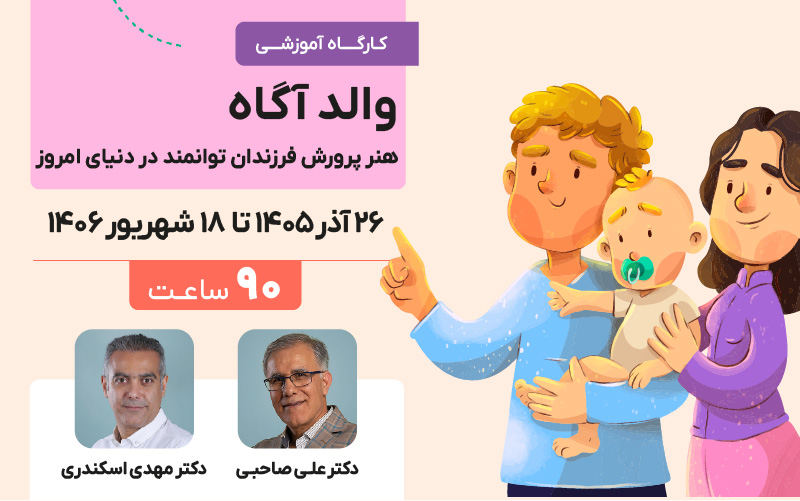 کارگاه آموزشی
والد آگاه
هنر پرورش فرزندان توانمند در دنیای امروز
۲۶ آذر ۱۴۰۵ تا ۱۸ شهریور ۱۴۰۶
۹۰ ساعت
دکتر علی صاحبی
دکتر مهدی اسکندری